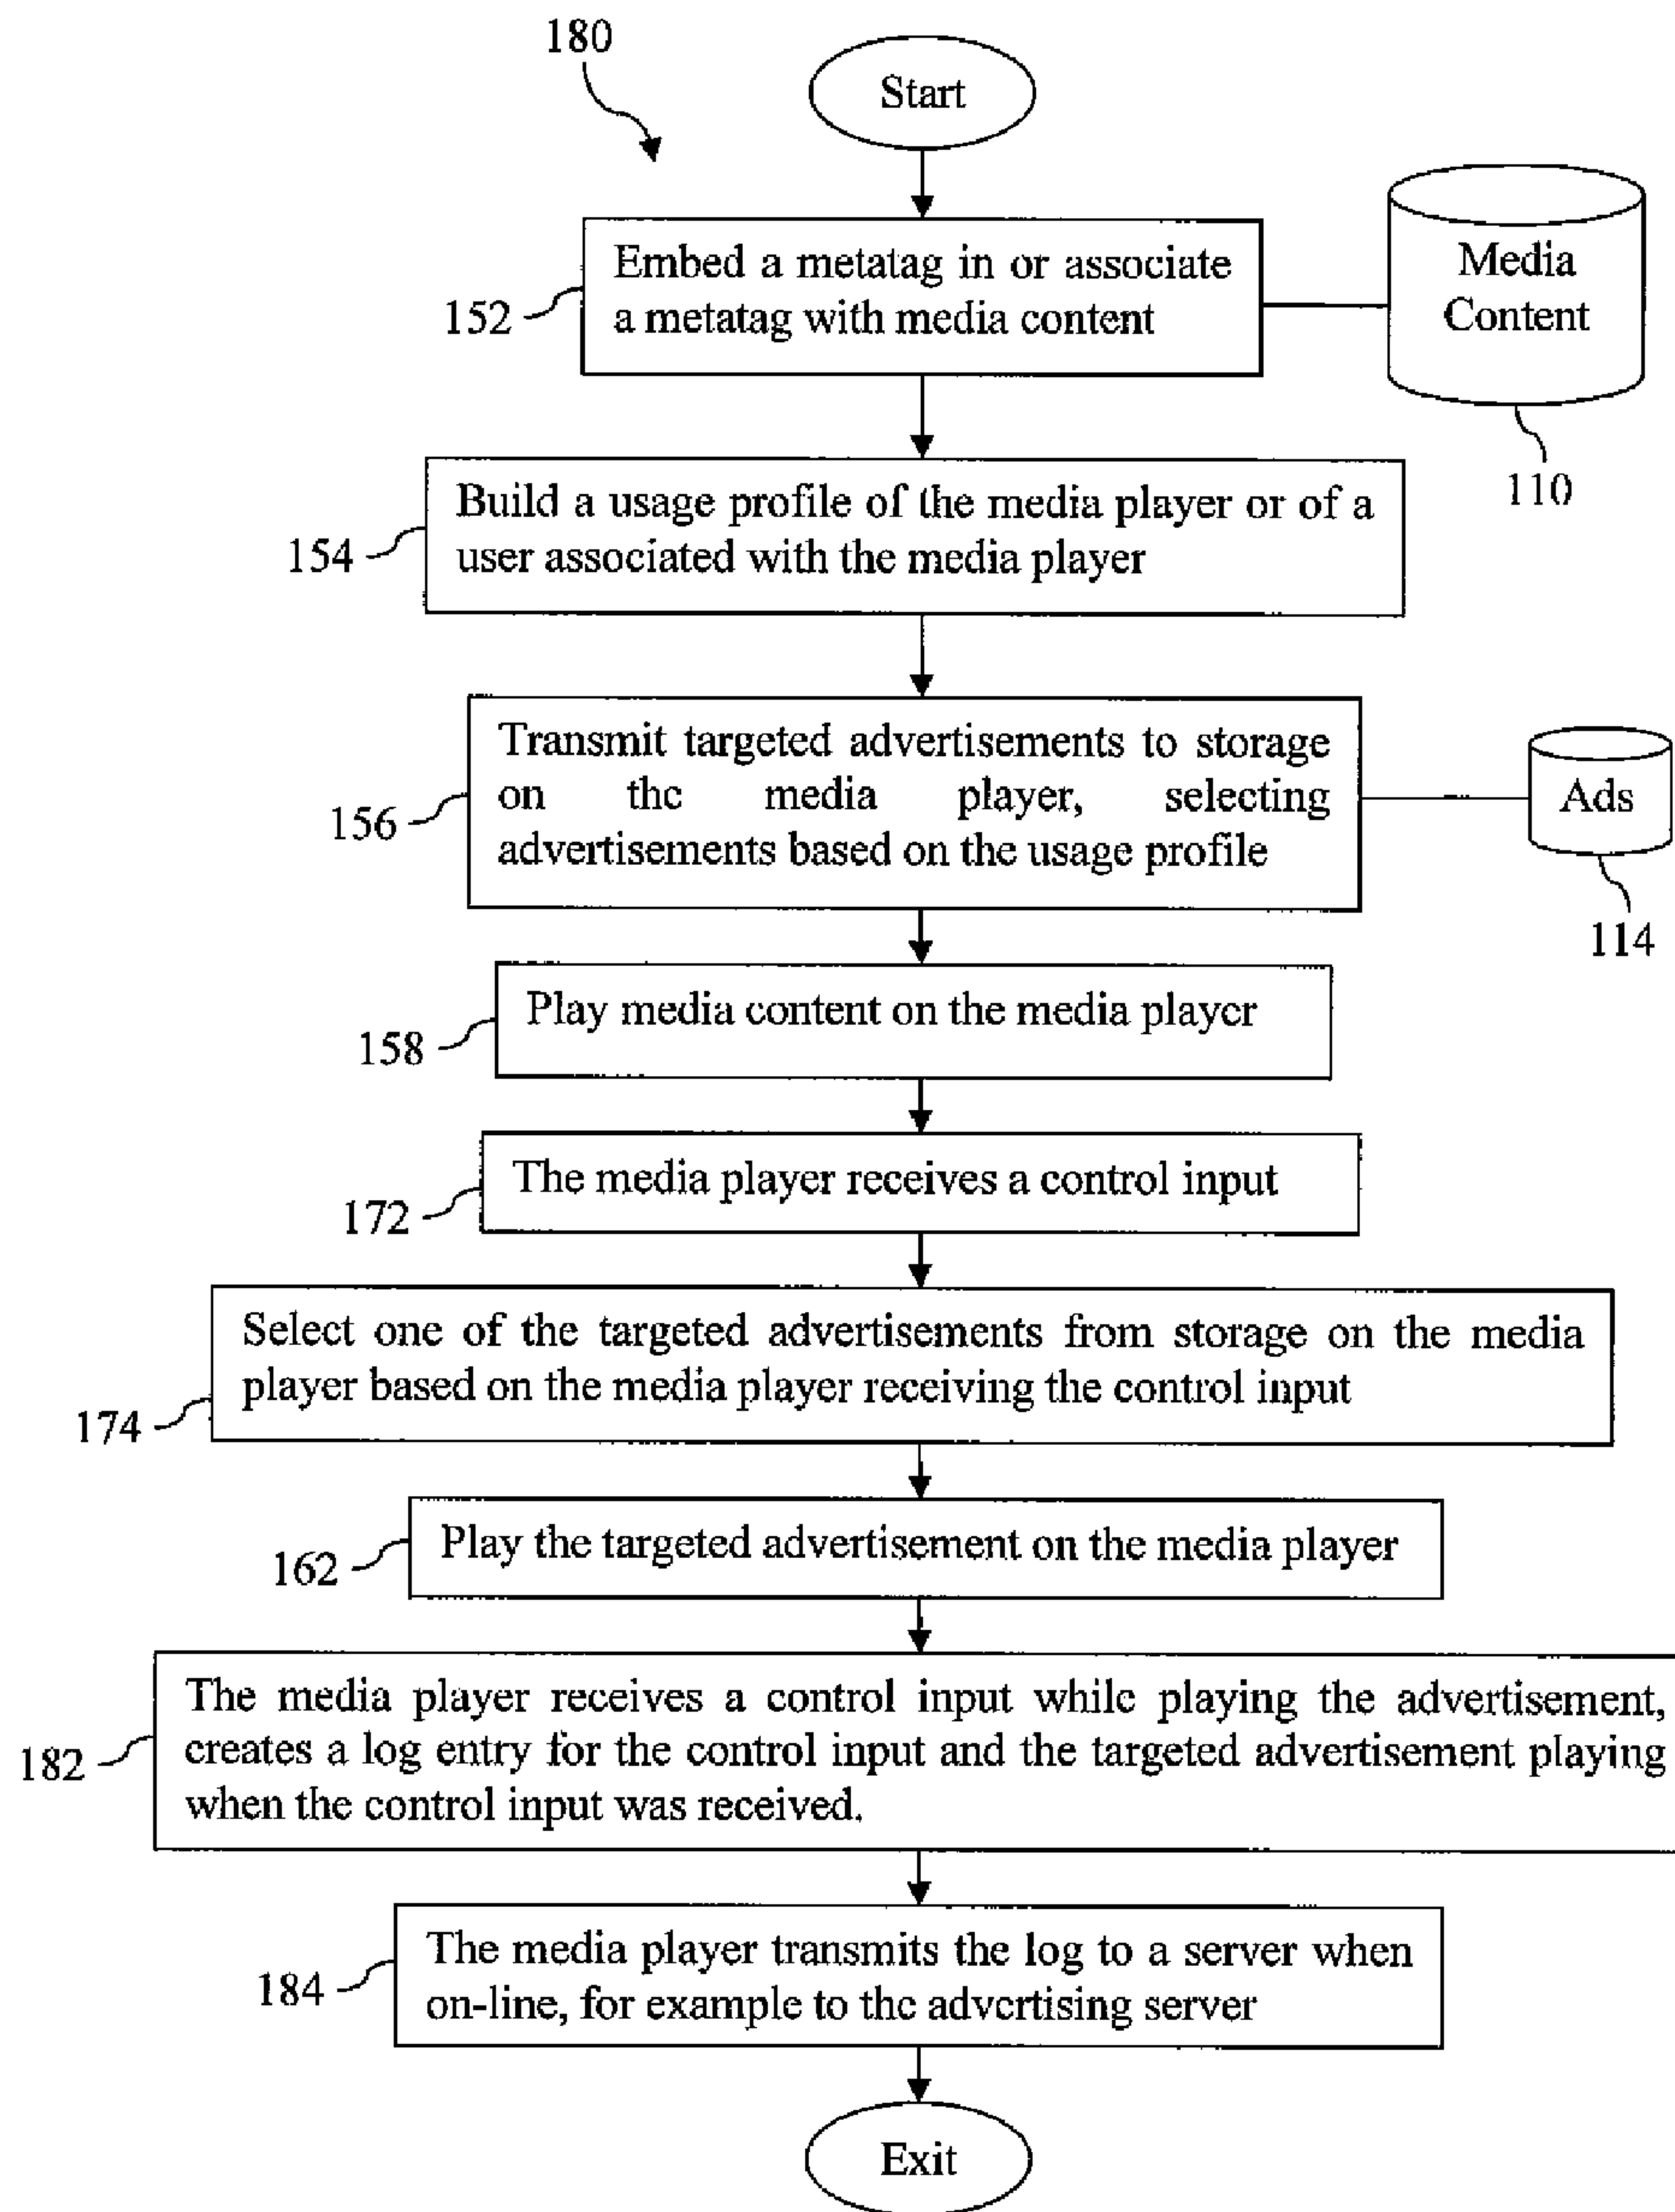 180
Start
Embed a metatag in or associate
a metatag with media content
152
Media
Content
110
Build a usage profile of the media player or of a
user associated with the media player
154
Transmit targeted advertisements to storage
on the media player, selecting
advertisements based on the usage profile
156
Ads
114
Play media content on the media player
158
The media player receives a control input
172
Select one of the targeted advertisements from storage on the media
player based on the media player receiving the control input
174
Play the targeted advertisement on the media player
162
The media player receives a control input while playing the advertisement,
creates a log entry for the control input and the targeted advertisement playing
when the control input was received.
182
The media player transmits the log to a server when
on-line, for example to the advertising server
184
Exit